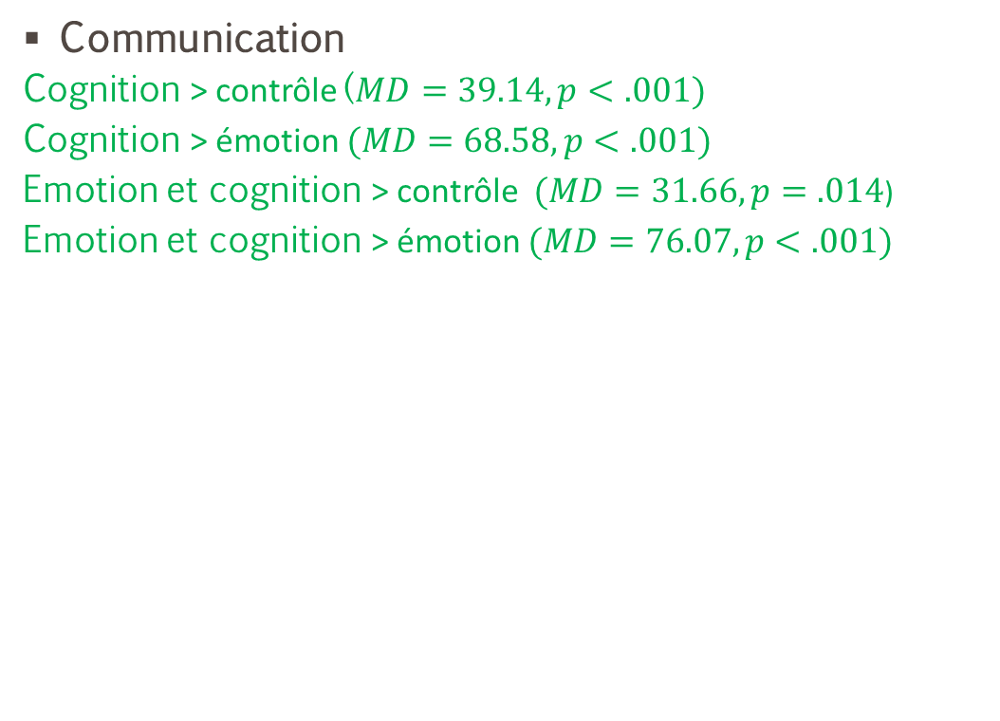 ▪ Communication
Cognition > contrôle (MD = 39.14, p < .001)
Cognition > émotion (MD = 68.58, p < .001)
Emotion et cognition > contrôle (MD = 31.66, p = .014)
Emotion et cognition > émotion (MD = 76.07, p < .001)